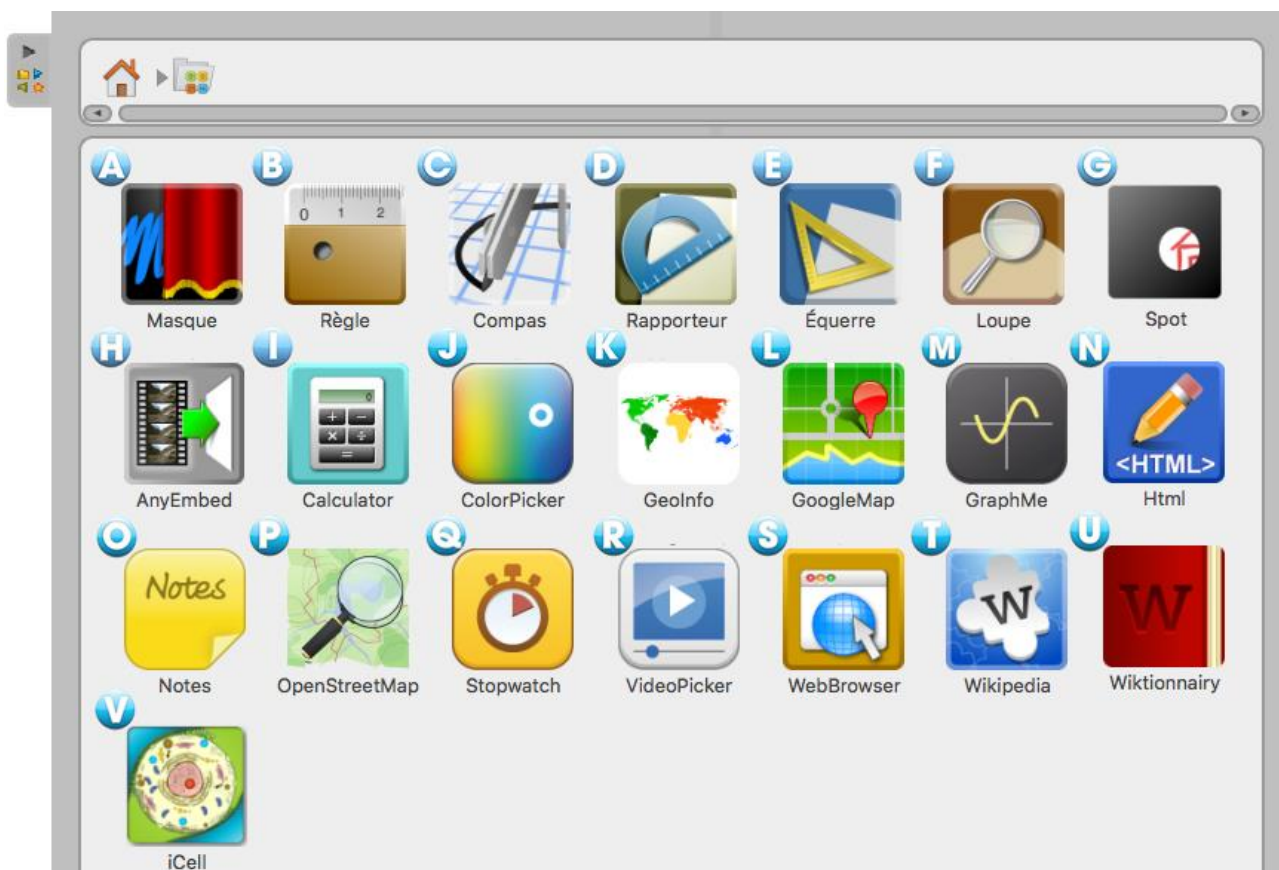 A B C D E F G
0 1 2
Masque Règle Compas Rapporteur Équerre Loupe Spot
H I J K L M N
0
+ −
× ÷
=
<HTML>
AnyEmbed Calculator ColorPicker GeoInfo GoogleMap GraphMe Html
O P Q R S T U
Notes W W
Notes OpenStreetMap Stopwatch VideoPicker WebBrowser Wikipedia Wiktionnairy
V
iCell